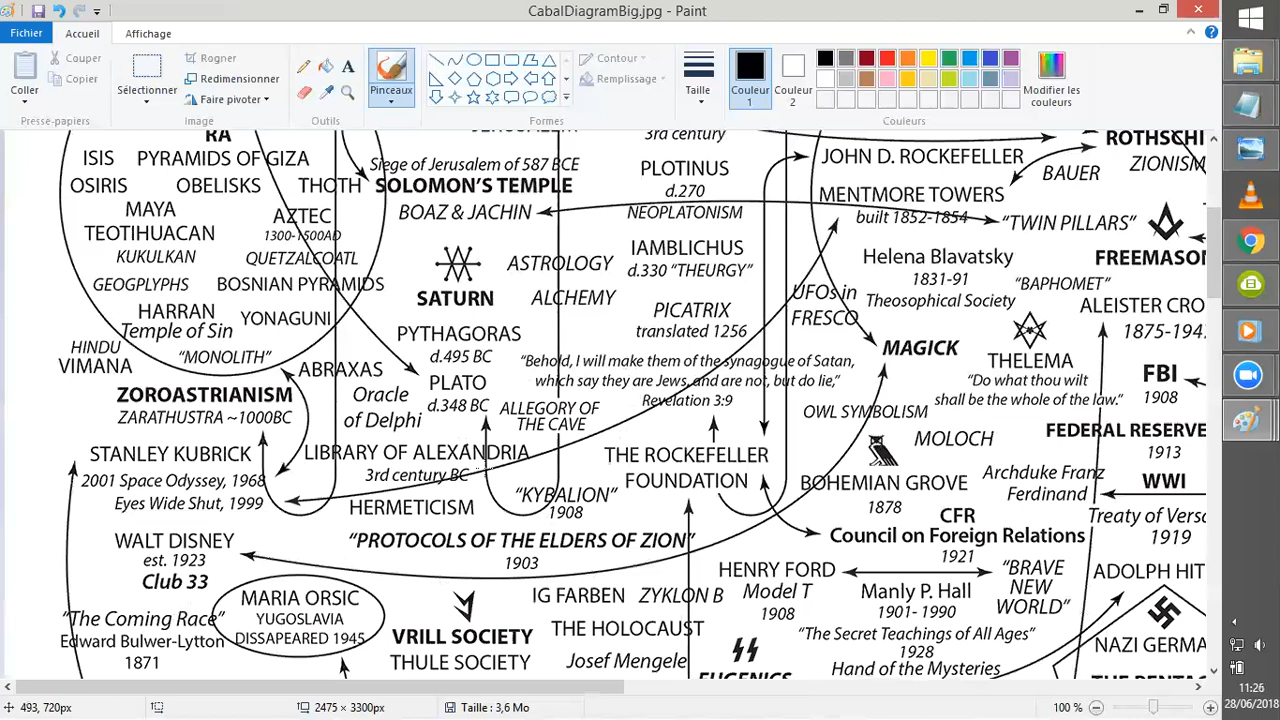 CabalDiagramBig.jpg - Paint
Fichier
Accueil
Affichage
Coller
Couper
Copier
Presse-papiers
Sélectionner
Rogner
Redimensionner
Faire pivoter
Image
A
Outils
Pinceaux
Contour
Remplissage
Formes
Taille
Couleur 1
Couleur 2
Modifier les couleurs
Couleurs
RA
ISIS
PYRAMIDS OF GIZA
OSIRIS
OBELISKS
THOTH
MAYA
AZTEC
TEOTIHUACAN
1300-1500AD
KUKULKAN
QUETZALCOATL
GEOGPLYPHS
BOSNIAN PYRAMIDS
HARRAN
Temple of Sin
YONAGUNI
HINDU
VIMANA
"MONOLITH"
ABRAXAS
ZOROASTRIANISM
ZARATHUSTRA ~1000BC
STANLEY KUBRICK
2001 Space Odyssey, 1968
Eyes Wide Shut, 1999
WALT DISNEY
est. 1923
Club 33
"The Coming Race"
Edward Bulwer-Lytton
1871
MARIA ORSIC
YUGOSLAVIA
DISSAPEARED 1945
JERUSALEM
Siege of Jerusalem of 587 BCE
SOLOMON'S TEMPLE
BOAZ & JACHIN
SATURN
ASTROLOGY
ALCHEMY
PYTHAGORAS
d.495 BC
PLATO
d.348 BC
Oracle
of Delphi
ALLEGORY OF
THE CAVE
LIBRARY OF ALEXANDRIA
3rd century BC
HERMETICISM
"KYBALION"
1908
"PROTOCOLS OF THE ELDERS OF ZION"
1903
VRILL SOCIETY
THULE SOCIETY
IG FARBEN
ZYKLON B
THE HOLOCAUST
Josef Mengele
EUGENICS
3rd century
PLOTINUS
d.270
NEOPLATONISM
IAMBLICHUS
d.330 "THEURGY"
PICATRIX
translated 1256
"Behold, I will make them of the synagogue of Satan,
which say they are Jews, and are not, but do lie,"
Revelation 3:9
THE ROCKEFELLER
FOUNDATION
JOHN D. ROCKEFELLER
MENTMORE TOWERS
built 1852-1854
"TWIN PILLARS"
BAUER
ROTHSCHI
ZIONISM
Helena Blavatsky
1831-91
Theosophical Society
UFOs in
FRESCO
FREEMASON
"BAPHOMET"
ALEISTER CRO
1875-194
MAGICK
THELEMA
"Do what thou wilt
shall be the whole of the law."
FBI
1908
OWL SYMBOLISM
MOLOCH
FEDERAL RESERVE
1913
BOHEMIAN GROVE
1878
Archduke Franz
Ferdinand
WWI
Treaty of Versa
1919
CFR
Council on Foreign Relations
1921
HENRY FORD
Model T
1908
Manly P. Hall
1901- 1990
"BRAVE
NEW
WORLD"
"The Secret Teachings of All Ages"
1928
Hand of the Mysteries
ADOLPH HIT
NAZI GERMA
THE PENTAG
493, 720px
2475 × 3300px
Taille : 3,6 Mo
100 %
11:26
28/06/2018